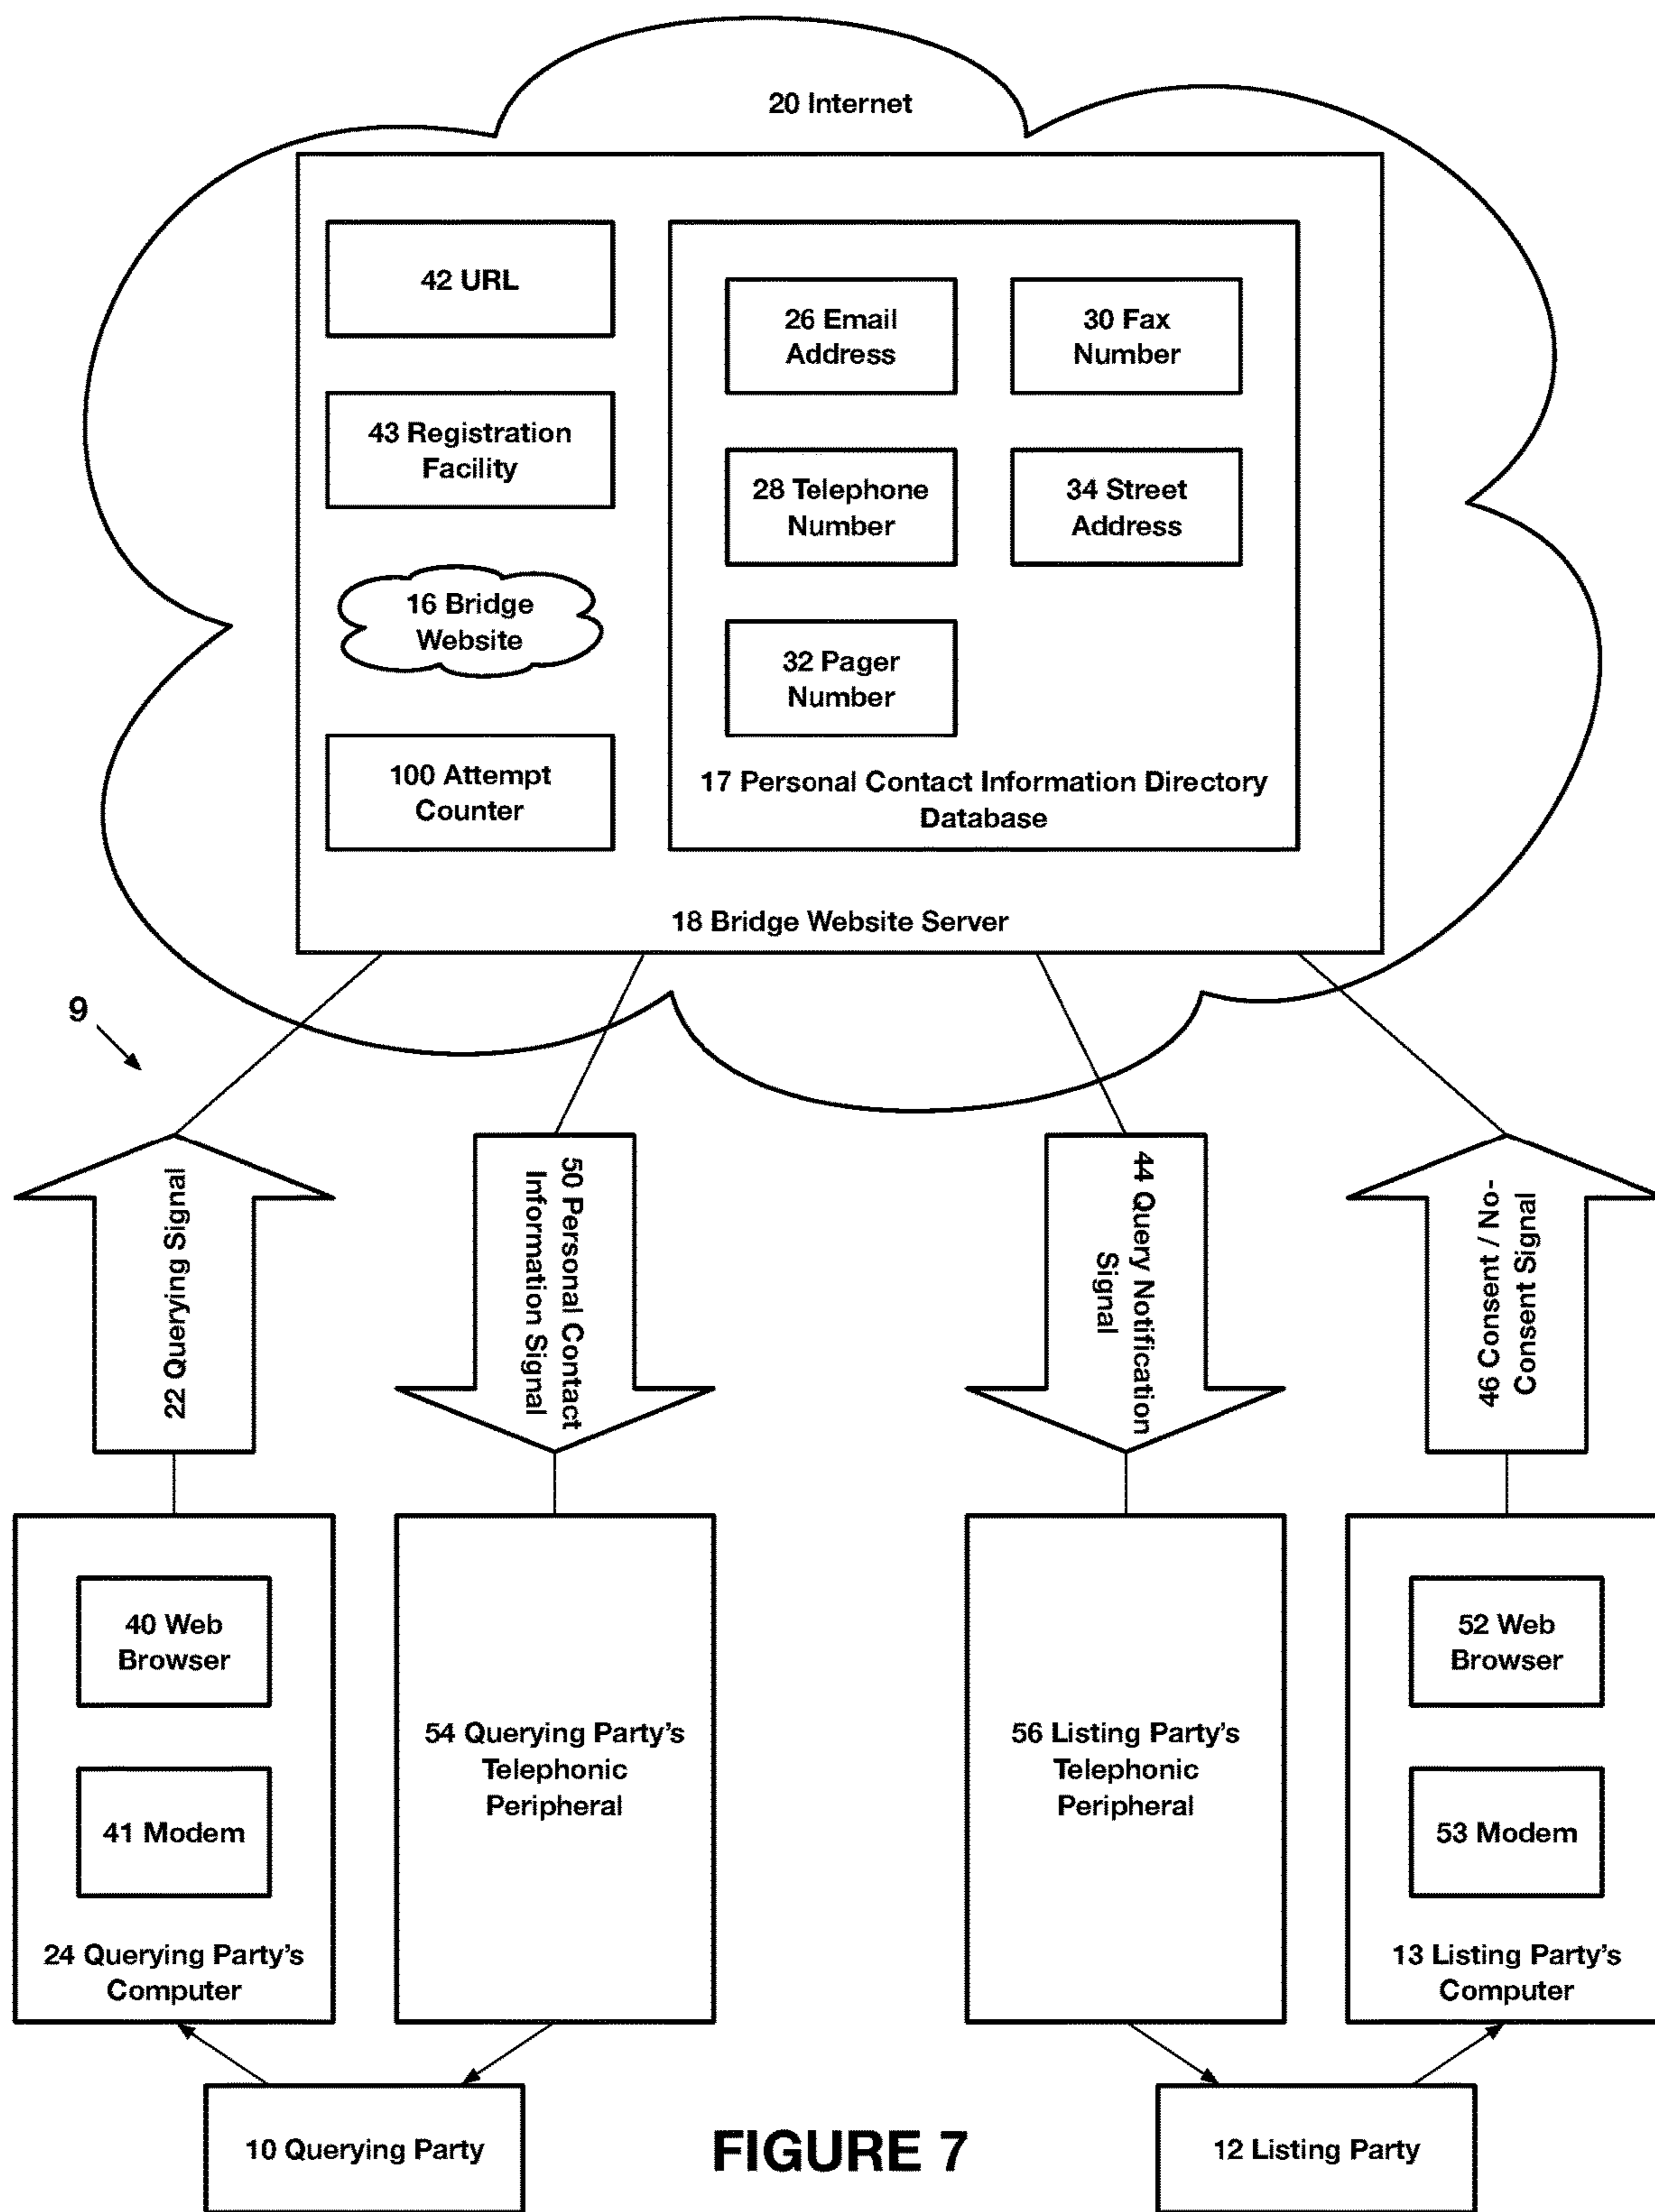 20 Internet
42 URL
43 Registration
Facility
16 Bridge
Website
100 Attempt
Counter
26 Email
Address
30 Fax
Number
28 Telephone
Number
34 Street
Address
32 Pager
Number
17 Personal Contact Information Directory
Database
18 Bridge Website Server
9
22 Querying Signal
50 Personal Contact
Information Signal
44 Query Notification
Signal
46 Consent / No-
Consent Signal
40 Web
Browser
41 Modem
24 Querying Party's
Computer
54 Querying Party's
Telephonic
Peripheral
56 Listing Party's
Telephonic
Peripheral
52 Web
Browser
53 Modem
13 Listing Party's
Computer
10 Querying Party
FIGURE 7
12 Listing Party